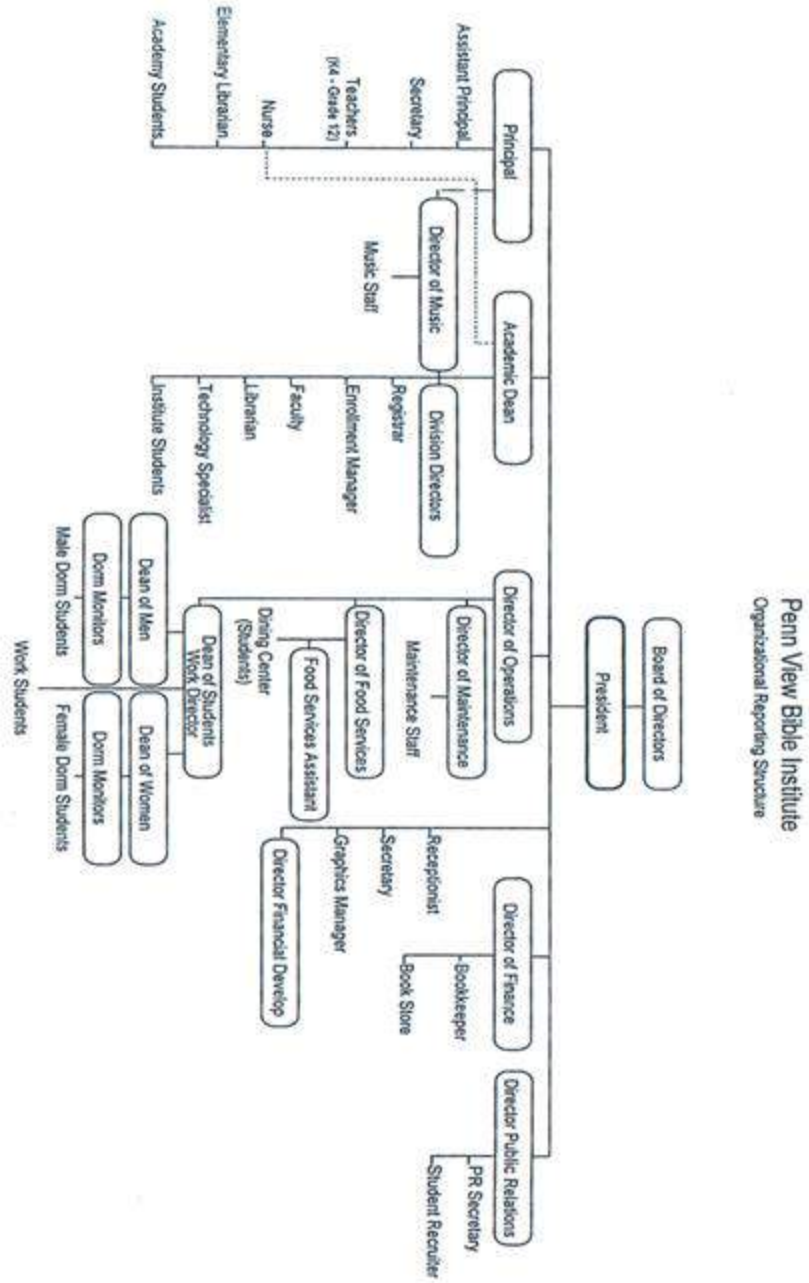 Penn View Bible Institute
Organizational Reporting Structure
Board of Directors
President
Principal
Assistant Principal
Secretary
Teachers
(K4 - Grade 12)
Nurse
Elementary Librarian
Academy Students
Director of Music
Music Staff
Academic Dean
Division Directors
Registrar
Enrollment Manager
Faculty
Librarian
Technology Specialist
Institute Students
Director of Operations
Director of Maintenance
Maintenance Staff
Director of Food Services
Food Services Assistant
Dining Center
(Students)
Dean of Students
Work Director
Dean of Men
Dorm Monitors
Male Dorm Students
Dean of Women
Dorm Monitors
Female Dorm Students
Work Students
Receptionist
Secretary
Graphics Manager
Director Financial Develop
Director of Finance
Bookkeeper
Book Store
Director Public Relations
PR Secretary
Student Recruiter